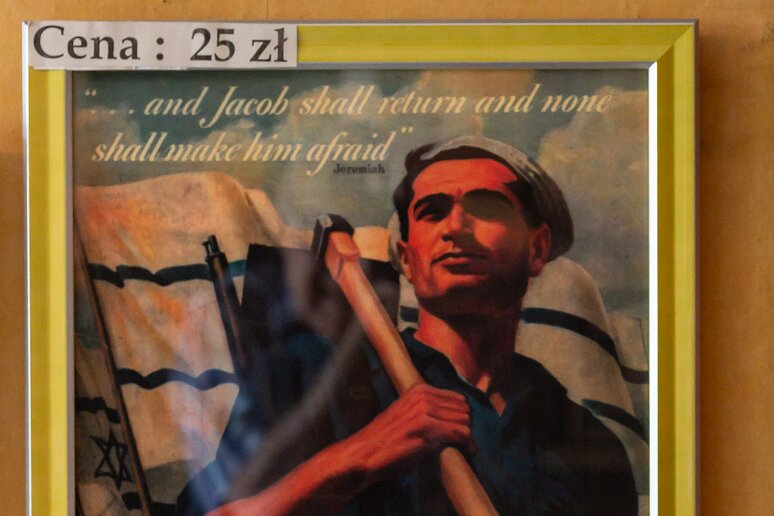 Cena : 25 zł
“. . . and Jacob shall return and none
shall make him afraid”
Jeremiah